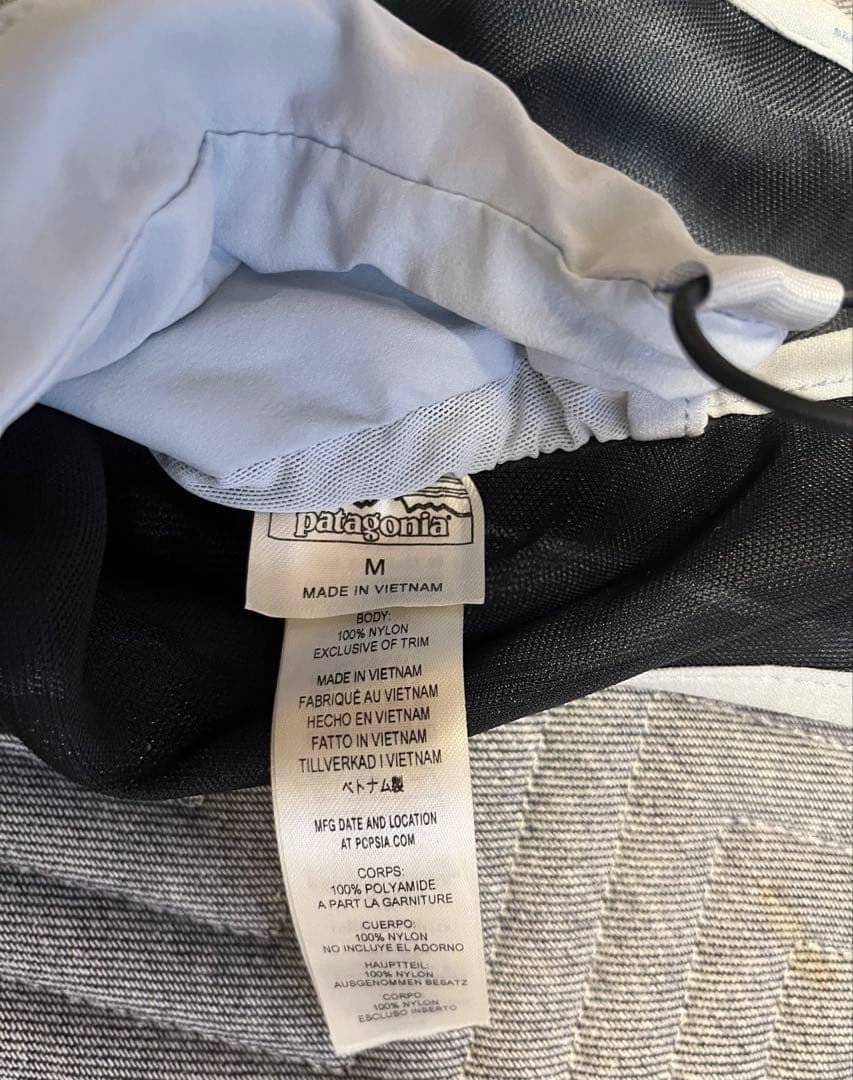 patagonia
M
MADE IN VIETNAM
BODY:
100% NYLON
EXCLUSIVE OF TRIM
MADE IN VIETNAM
FABRIQUÉ AU VIETNAM
HECHO EN VIETNAM
FATTO IN VIETNAM
TILLVERKAD I VIETNAM
ベトナム製
MFG DATE AND LOCATION
AT PCPSIA.COM
CORPS:
100% POLYAMIDE
A PART LA GARNITURE
CUERPO:
100% NYLON
NO INCLUYE EL ADORNO
HAUPTTEIL:
100% NYLON
AUSGENOMMEN BESATZ
CORPO:
100% NYLON
ESCLUSO INSERTO